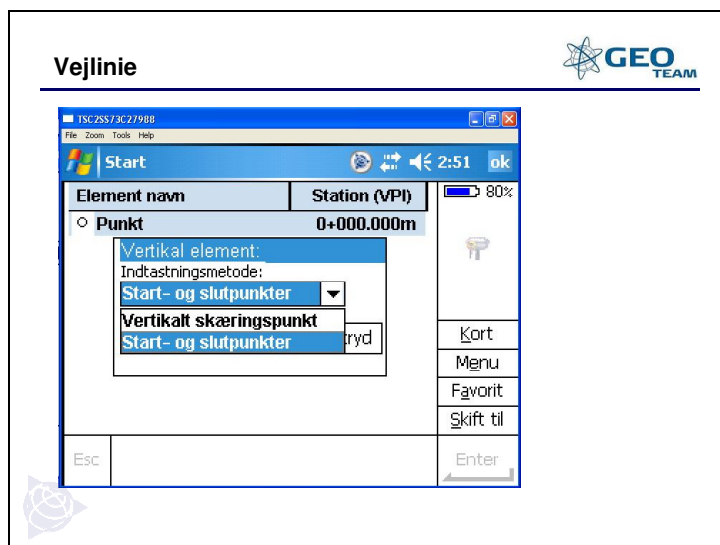 Vejlinie
GEO
TEAM
TSC2SS73C27988
File Zoom Tools Help
Start 2:51 ok
Element navn Station (VPI) 80%
Punkt 0+000.000m
Vertikal element:
Indtastningsmetode:
Start- og slutpunkter
Vertikalt skæringspunkt
Start- og slutpunkter
tryd
Kort
Menu
Favorit
Skift til
Esc Enter